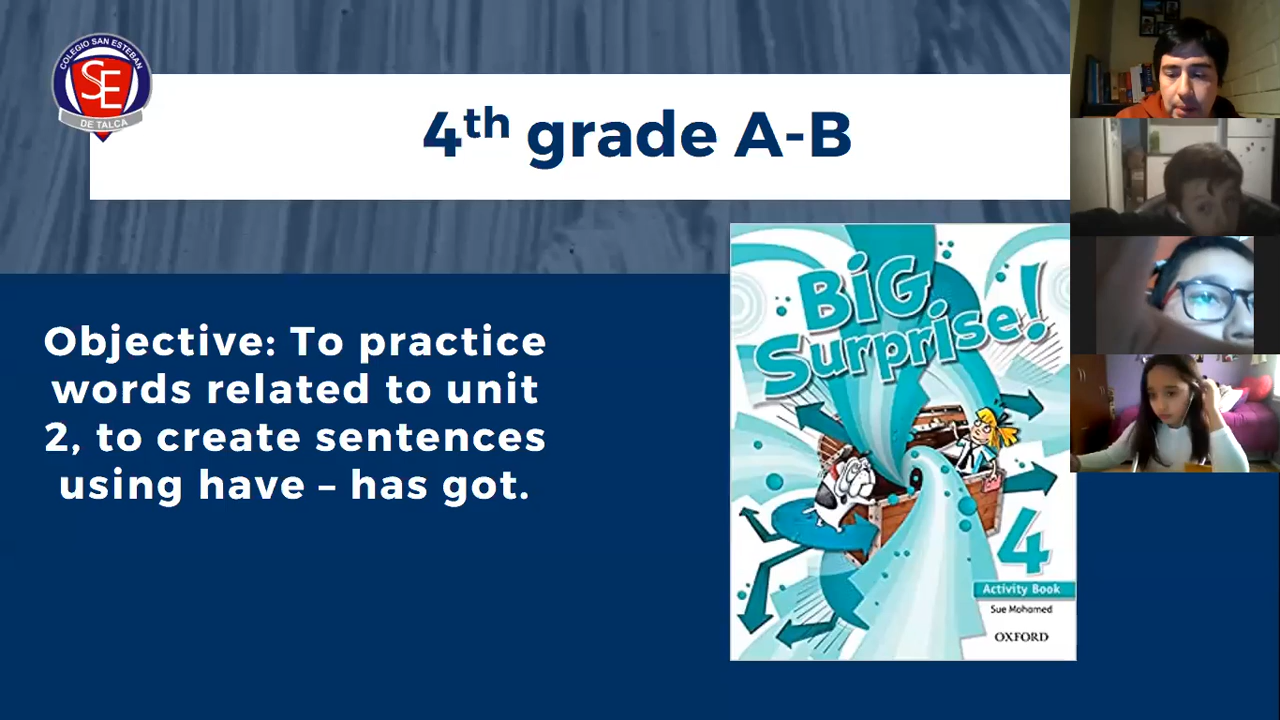 COLEGIO SAN ESTEBAN
SE
DE TALCA
4th grade A-B
Objective: To practice
words related to unit
2, to create sentences
using have – has got.
BiG
Surprise!
4
Activity Book
Sue Mohamed
OXFORD